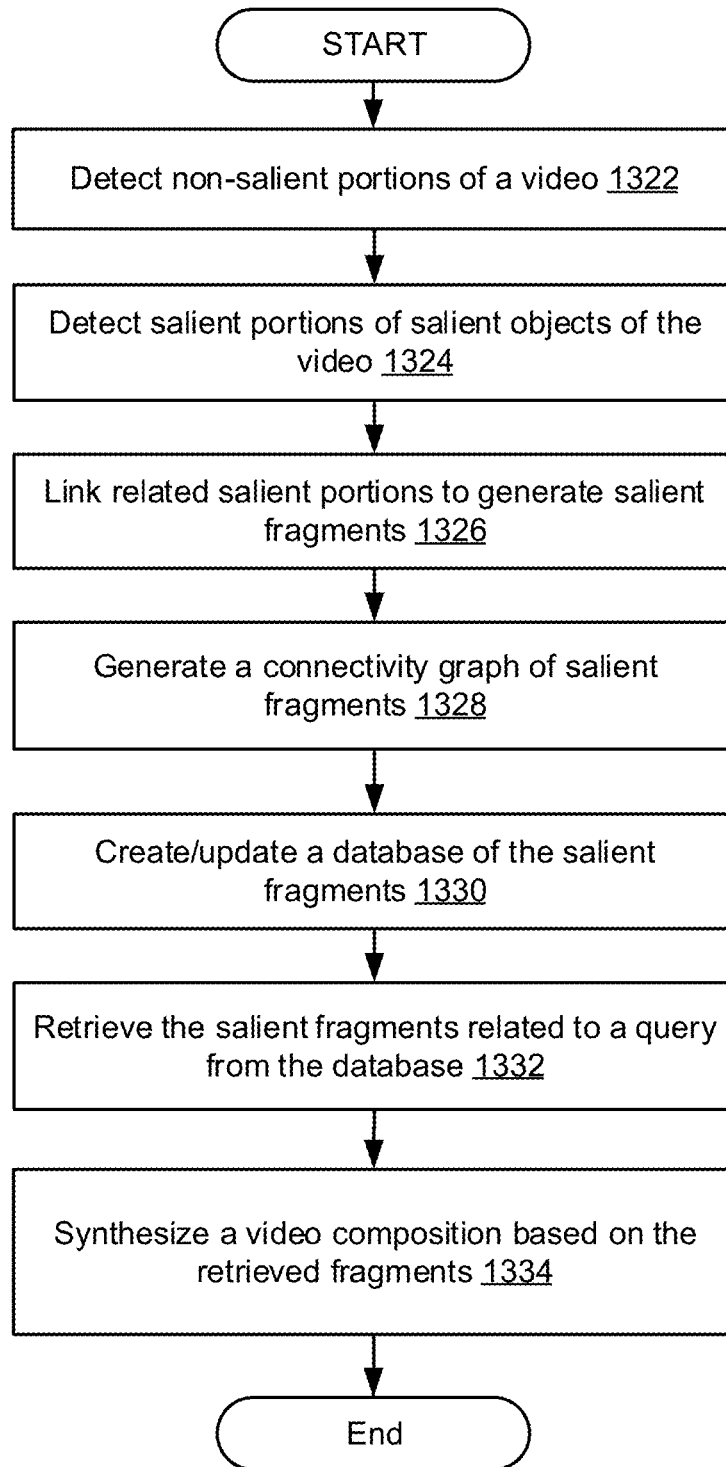 START
Detect non-salient portions of a video 1322
Detect salient portions of salient objects of the
video 1324
Link related salient portions to generate salient
fragments 1326
Generate a connectivity graph of salient
fragments 1328
Create/update a database of the salient
fragments 1330
Retrieve the salient fragments related to a query
from the database 1332
Synthesize a video composition based on the
retrieved fragments 1334
End